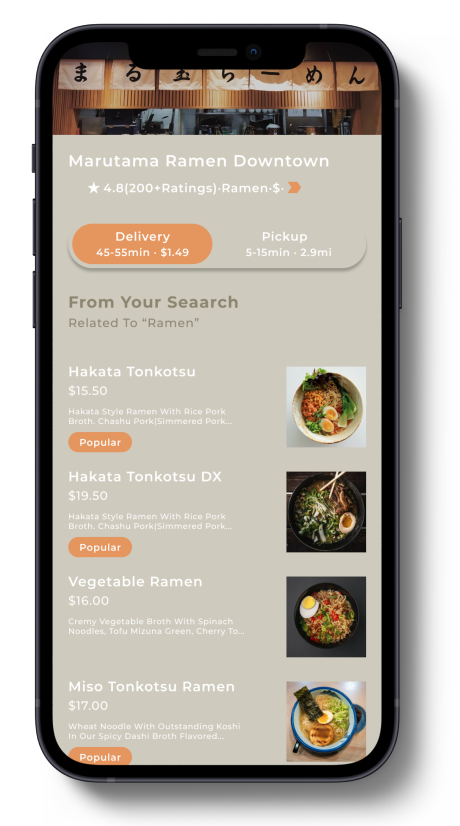 まる玉らーめん
Marutama Ramen Downtown
4.8(200+Ratings)·Ramen·$·
Delivery
45-55min · $1.49
Pickup
5-15min · 2.9mi
From Your Seaarch
Related To “Ramen”
Hakata Tonkotsu
$15.50
Hakata Style Ramen With Rice Pork
Broth. Chashu Pork(Simmered Pork...
Popular
Hakata Tonkotsu DX
$19.50
Hakata Style Ramen With Rice Pork
Broth. Chashu Pork(Simmered Pork...
Popular
Vegetable Ramen
$16.00
Cremy Vegetable Broth With Spinach
Noodles, Tofu Mizuna Green, Cherry To...
Miso Tonkotsu Ramen
$17.00
Wheat Noodle With Outstanding Koshi
In Our Spicy Dashi Broth Flavored...
Popular